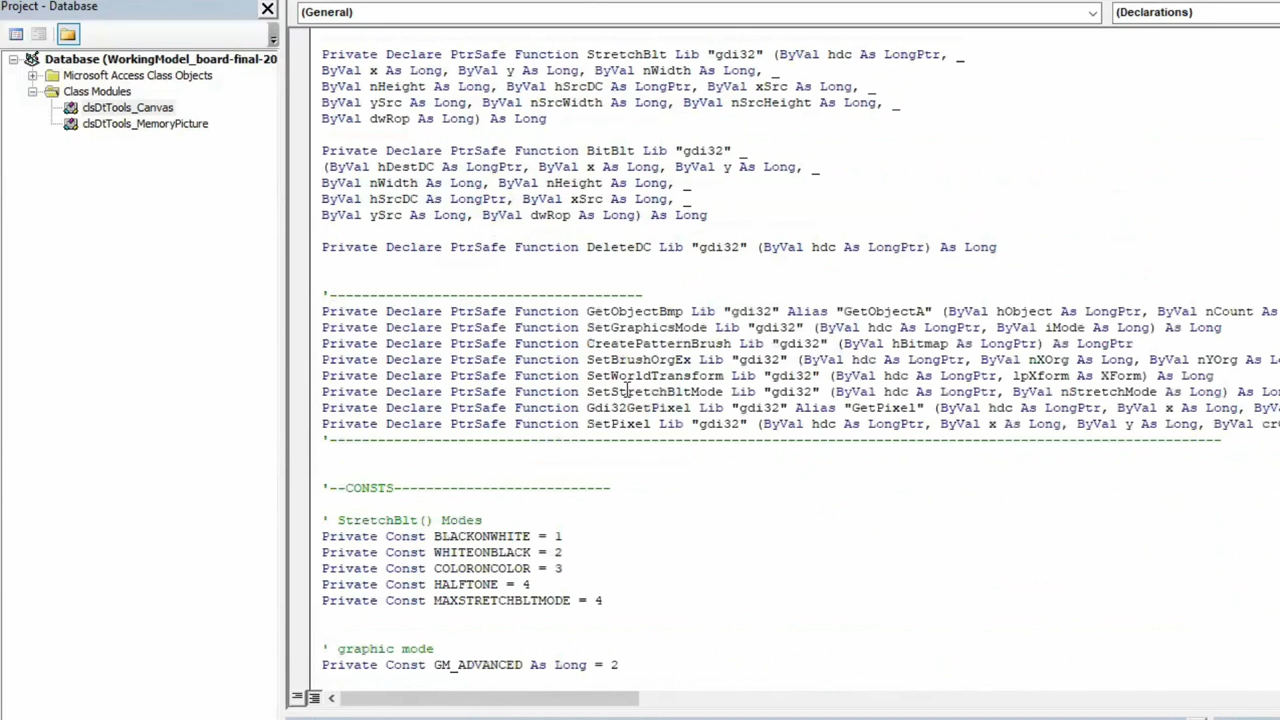 Project - Database
(General)
(Declarations)
Database (WorkingModel_board-final-20
Microsoft Access Class Objects
Class Modules
clsDtTools_Canvas
clsDtTools_MemoryPicture
Private Declare PtrSafe Function StretchBlt Lib "gdi32" (ByVal hdc As LongPtr, _
ByVal x As Long, ByVal y As Long, ByVal nWidth As Long, _
ByVal nHeight As Long, ByVal hSrcDC As LongPtr, ByVal xSrc As Long, _
ByVal ySrc As Long, ByVal nSrcWidth As Long, ByVal nSrcHeight As Long, _
ByVal dwRop As Long) As Long
Private Declare PtrSafe Function BitBlt Lib "gdi32" _
(ByVal hDestDC As LongPtr, ByVal x As Long, ByVal y As Long, _
ByVal nWidth As Long, ByVal nHeight As Long, _
ByVal hSrcDC As LongPtr, ByVal xSrc As Long, _
ByVal ySrc As Long, ByVal dwRop As Long) As Long
Private Declare PtrSafe Function DeleteDC Lib "gdi32" (ByVal hdc As LongPtr) As Long
'---------------------------------------
Private Declare PtrSafe Function GetObjectBmp Lib "gdi32" Alias "GetObjectA" (ByVal hObject As LongPtr, ByVal nCount As
Private Declare PtrSafe Function SetGraphicsMode Lib "gdi32" (ByVal hdc As LongPtr, ByVal iMode As Long) As Long
Private Declare PtrSafe Function CreatePatternBrush Lib "gdi32" (ByVal hBitmap As LongPtr) As LongPtr
Private Declare PtrSafe Function SetBrushOrgEx Lib "gdi32" (ByVal hdc As LongPtr, ByVal nXOrg As Long, ByVal nYOrg As L
Private Declare PtrSafe Function SetWorldTransform Lib "gdi32" (ByVal hdc As LongPtr, lpXform As XForm) As Long
Private Declare PtrSafe Function SetStretchBltMode Lib "gdi32" (ByVal hdc As LongPtr, ByVal nStretchMode As Long) As Lo
Private Declare PtrSafe Function Gdi32GetPixel Lib "gdi32" Alias "GetPixel" (ByVal hdc As LongPtr, ByVal x As Long, By
Private Declare PtrSafe Function SetPixel Lib "gdi32" (ByVal hdc As LongPtr, ByVal x As Long, ByVal y As Long, ByVal cr
'---------------------------------------------------------------------------------------------------------------
'--CONSTS---------------------------
' StretchBlt() Modes
Private Const BLACKONWHITE = 1
Private Const WHITEONBLACK = 2
Private Const COLORONCOLOR = 3
Private Const HALFTONE = 4
Private Const MAXSTRETCHBLTMODE = 4
' graphic mode
Private Const GM_ADVANCED As Long = 2